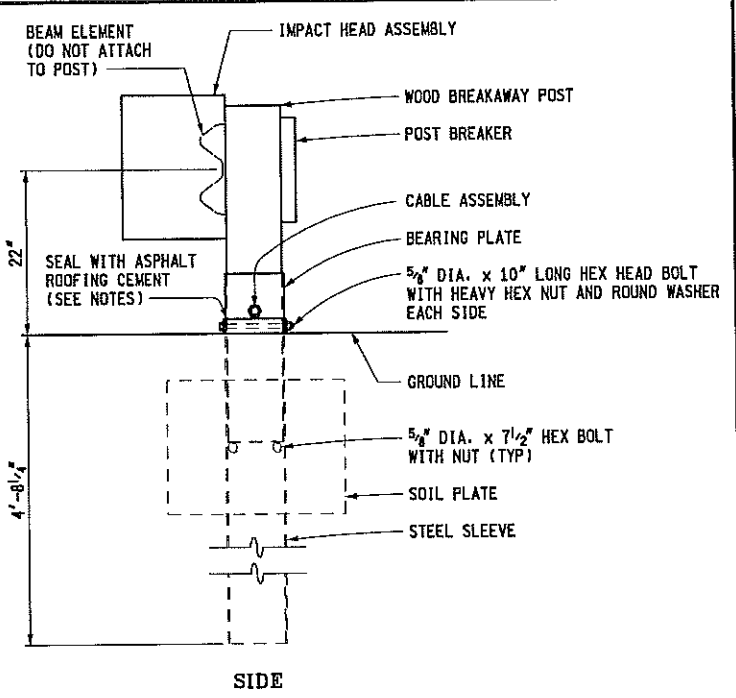 BEAM ELEMENT
(DO NOT ATTACH
TO POST)
IMPACT HEAD ASSEMBLY
WOOD BREAKAWAY POST
POST BREAKER
CABLE ASSEMBLY
BEARING PLATE
5/8" DIA. x 10" LONG HEX HEAD BOLT
WITH HEAVY HEX NUT AND ROUND WASHER
EACH SIDE
22"
SEAL WITH ASPHALT
ROOFING CEMENT
(SEE NOTES)
GROUND LINE
5/8" DIA. x 7 1/2" HEX BOLT
WITH NUT (TYP)
SOIL PLATE
STEEL SLEEVE
4'-8 1/4"
SIDE